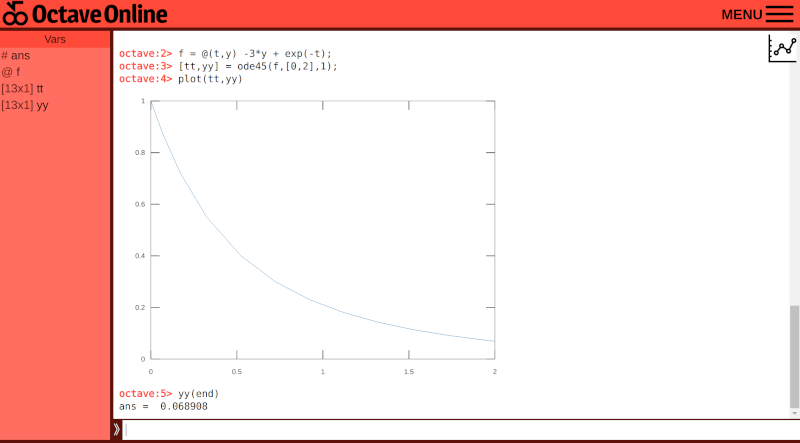 Octave Online
MENU
Vars
# ans
@ f
[13x1] tt
[13x1] yy
octave:2> f = @(t,y) -3*y + exp(-t);
octave:3> [tt,yy] = ode45(f,[0,2],1);
octave:4> plot(tt,yy)
1
0.8
0.6
0.4
0.2
0
0 0.5 1 1.5 2
octave:5> yy(end)
ans =  0.068908